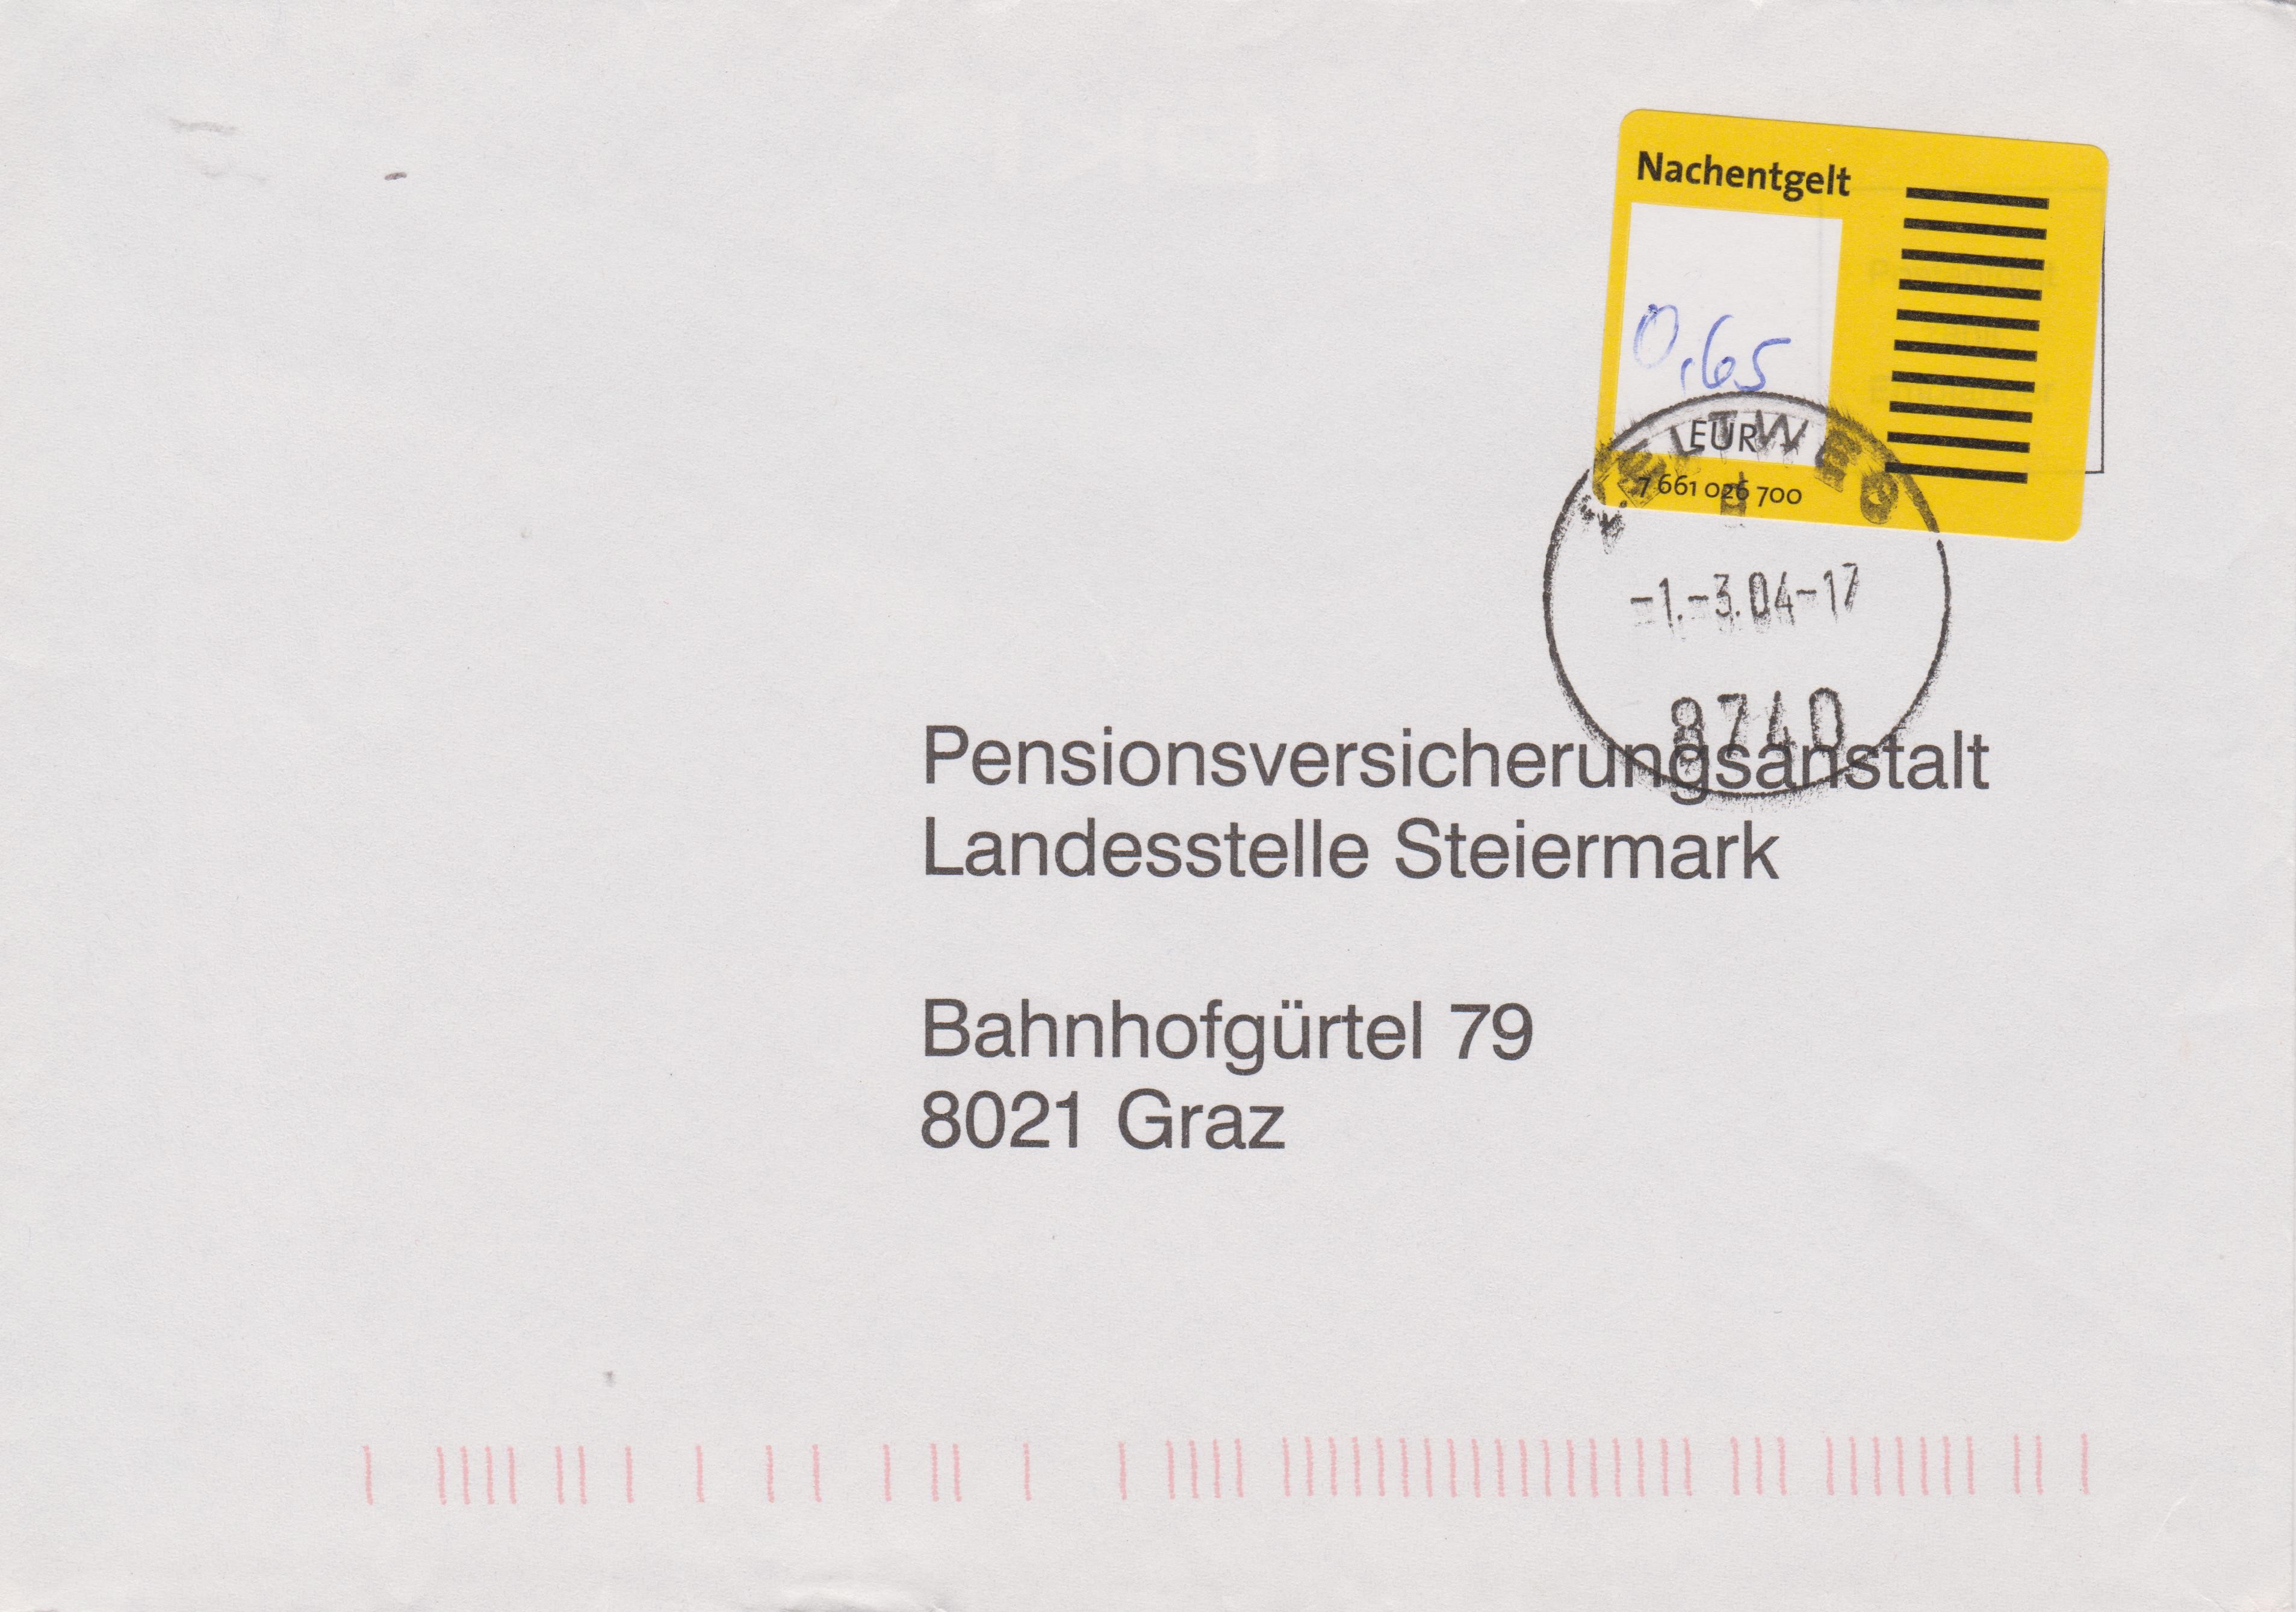 Nachentgelt
0,65
EUR
7 661 026 700
ZELTWEG
-1.-3.04-17
8740
Pensionsversicherungsanstalt
Landesstelle Steiermark
Bahnhofgürtel 79
8021 Graz